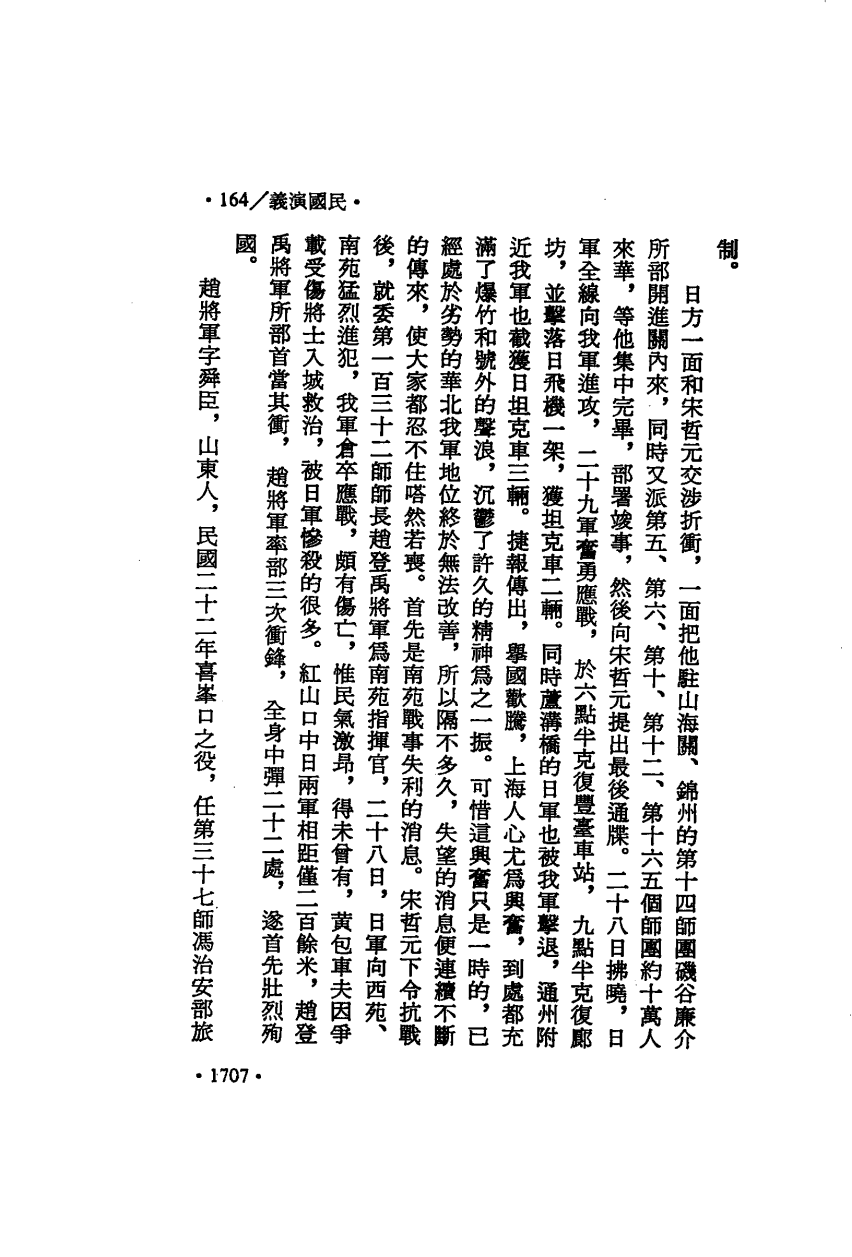 •164／義演國民•
制。
日方一面和宋哲元交涉折衝，一面把他駐山海關、錦州的第十四師團磯谷廉介
所部開進關內來，同時又派第五、第六、第十、第十二、第十六五個師團約十萬人
來華，等他集中完畢，部署竣事，然後向宋哲元提出最後通牒。二十八日拂曉，日
軍全線向我軍進攻，二十九軍奮勇應戰，於六點半克復豐臺車站，九點半克復廊
坊，並擊落日飛機一架，獲坦克車二輛。同時蘆溝橋的日軍也被我軍擊退，通州附
近我軍也截獲日坦克車三輛。捷報傳出，舉國歡騰，上海人心尤爲興奮，到處都充
滿了爆竹和號外的聲浪，沉鬱了許久的精神爲之一振。可惜這興奮只是一時的，已
經處於劣勢的華北我軍地位終於無法改善，所以隔不多久，失望的消息便連續不斷
的傳來，使大家都忍不住嗒然若喪。首先是南苑戰事失利的消息。宋哲元下令抗戰
後，就委第一百三十二師師長趙登禹將軍爲南苑指揮官，二十八日，日軍向西苑、
南苑猛烈進犯，我軍倉卒應戰，頗有傷亡，惟民氣激昂，得未曾有，黃包車夫因爭
載受傷將士入城救治，被日軍慘殺的很多。紅山口中日兩軍相距僅二百餘米，趙登
禹將軍所部首當其衝，趙將軍率部三次衝鋒，全身中彈二十二處，遂首先壯烈殉
國。
趙將軍字舜臣，山東人，民國二十二年喜峯口之役，任第三十七師馮治安部旅
•1707•